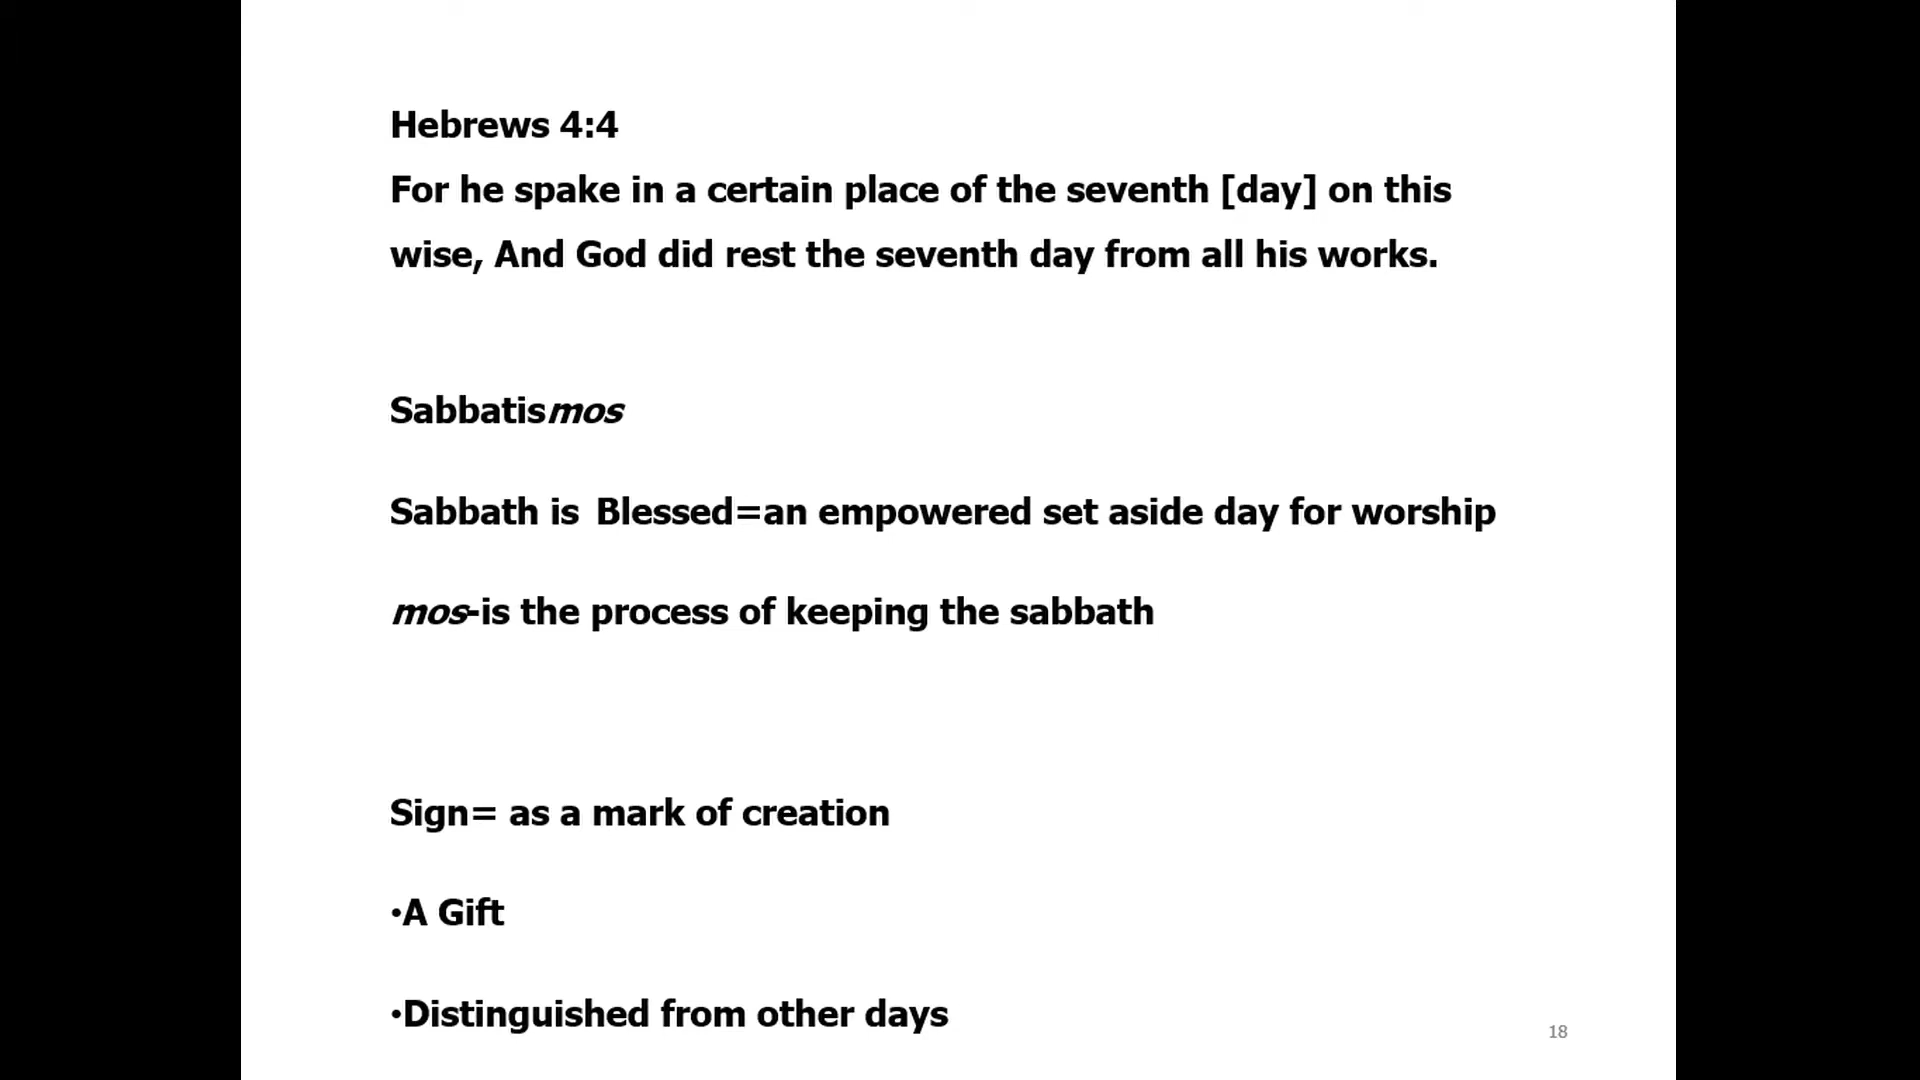 Hebrews 4:4
For he spake in a certain place of the seventh [day] on this
wise, And God did rest the seventh day from all his works.
Sabbatismos
Sabbath is Blessed=an empowered set aside day for worship
mos-is the process of keeping the sabbath
Sign= as a mark of creation
•A Gift
•Distinguished from other days
18